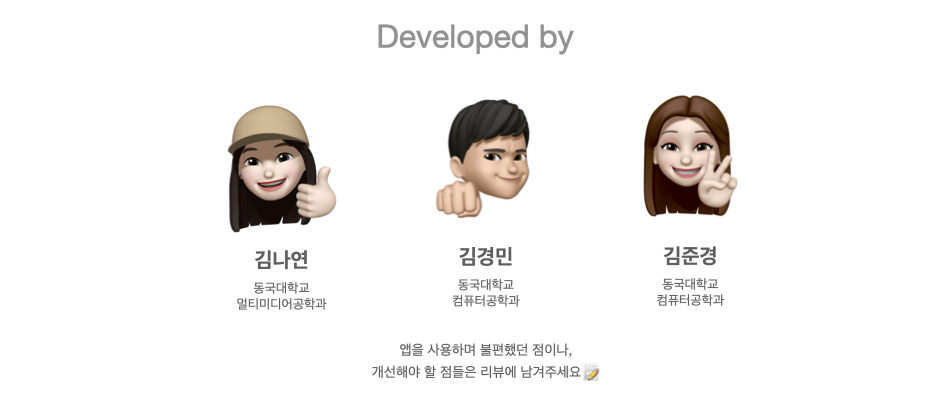 Developed by
김나연
동국대학교
멀티미디어공학과
김경민
동국대학교
컴퓨터공학과
김준경
동국대학교
컴퓨터공학과
앱을 사용하며 불편했던 점이나,
개선해야 할 점들은 리뷰에 남겨주세요📝